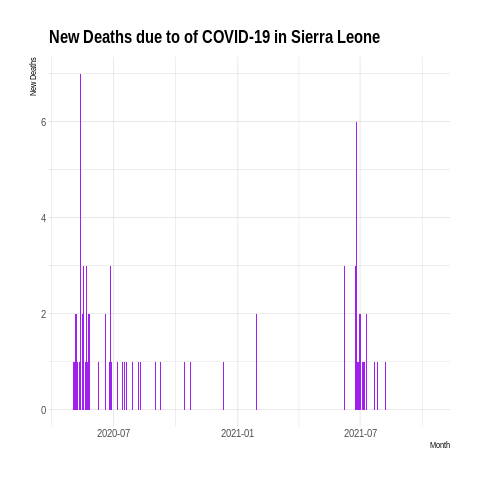 New Deaths due to of COVID-19 in Sierra Leone
New Deaths
6
4
2
0
2020-07 2021-01 2021-07
Month